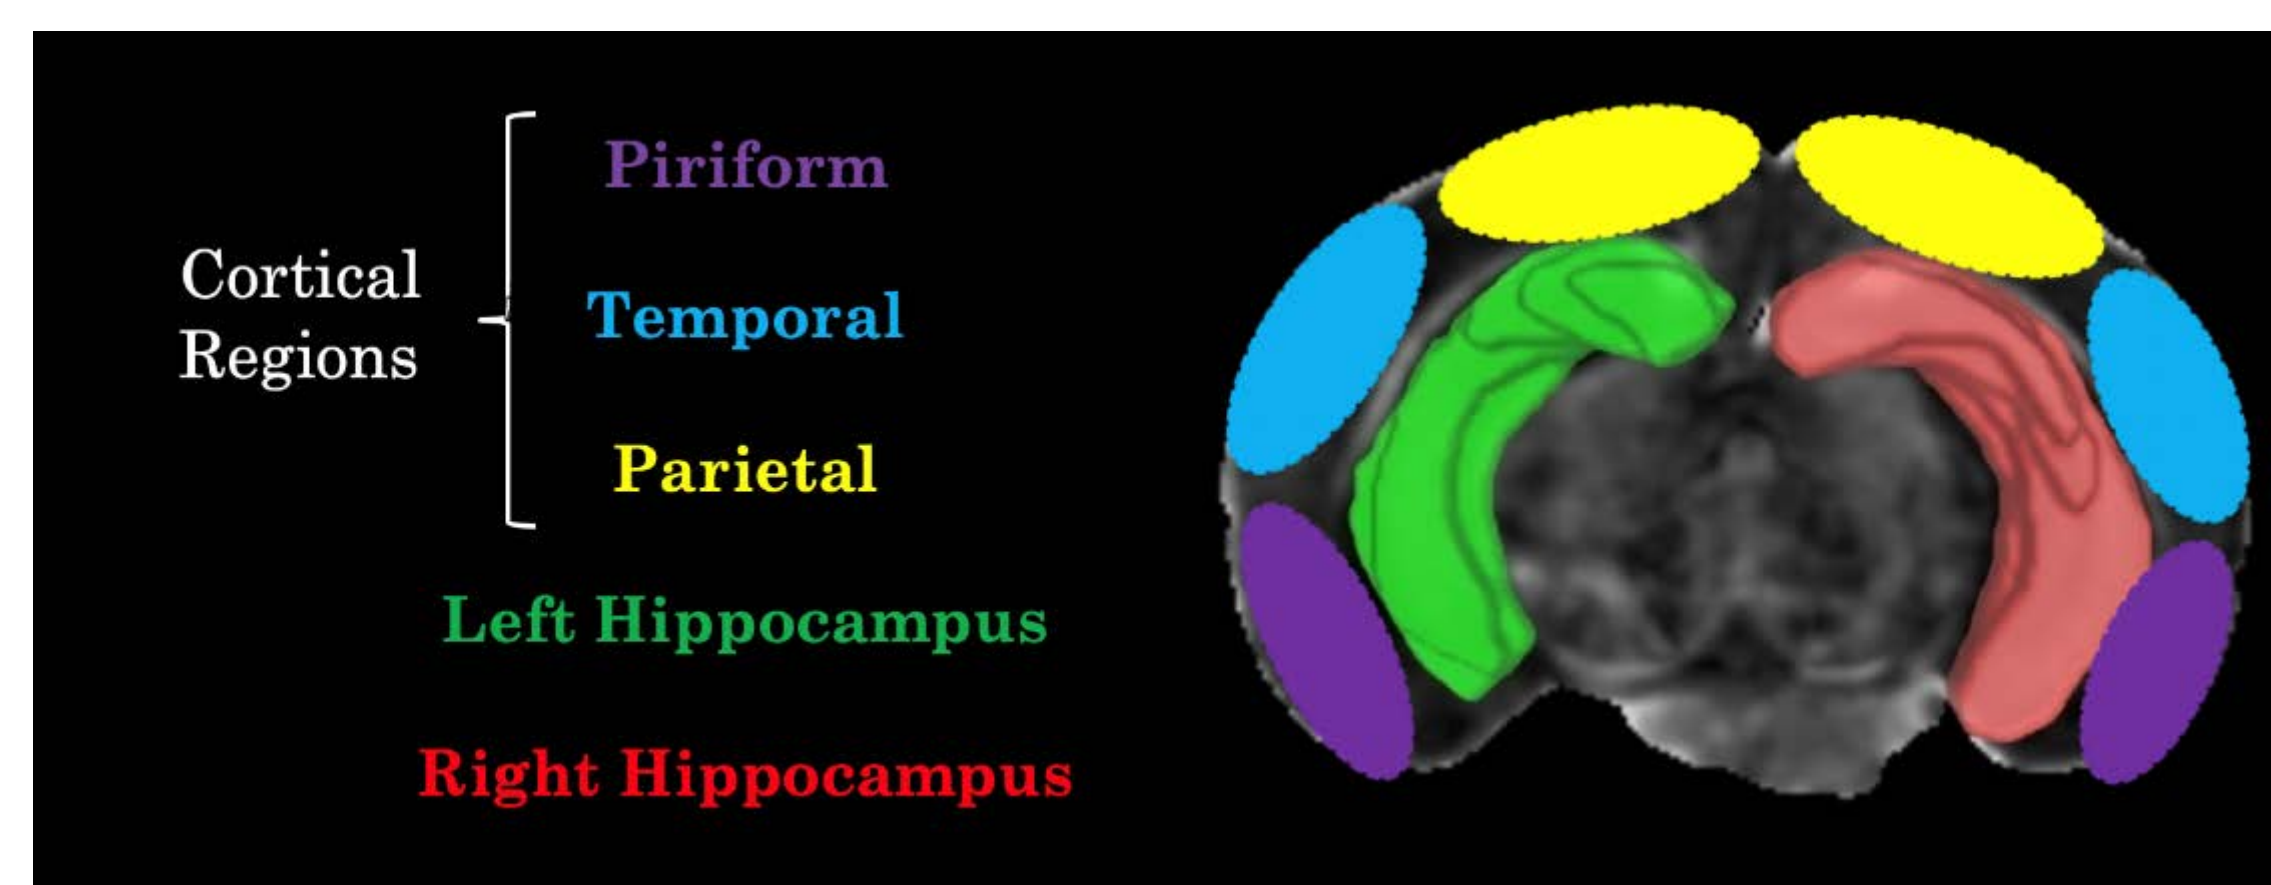 Cortical
Regions
Piriform
Temporal
Parietal
Left Hippocampus
Right Hippocampus